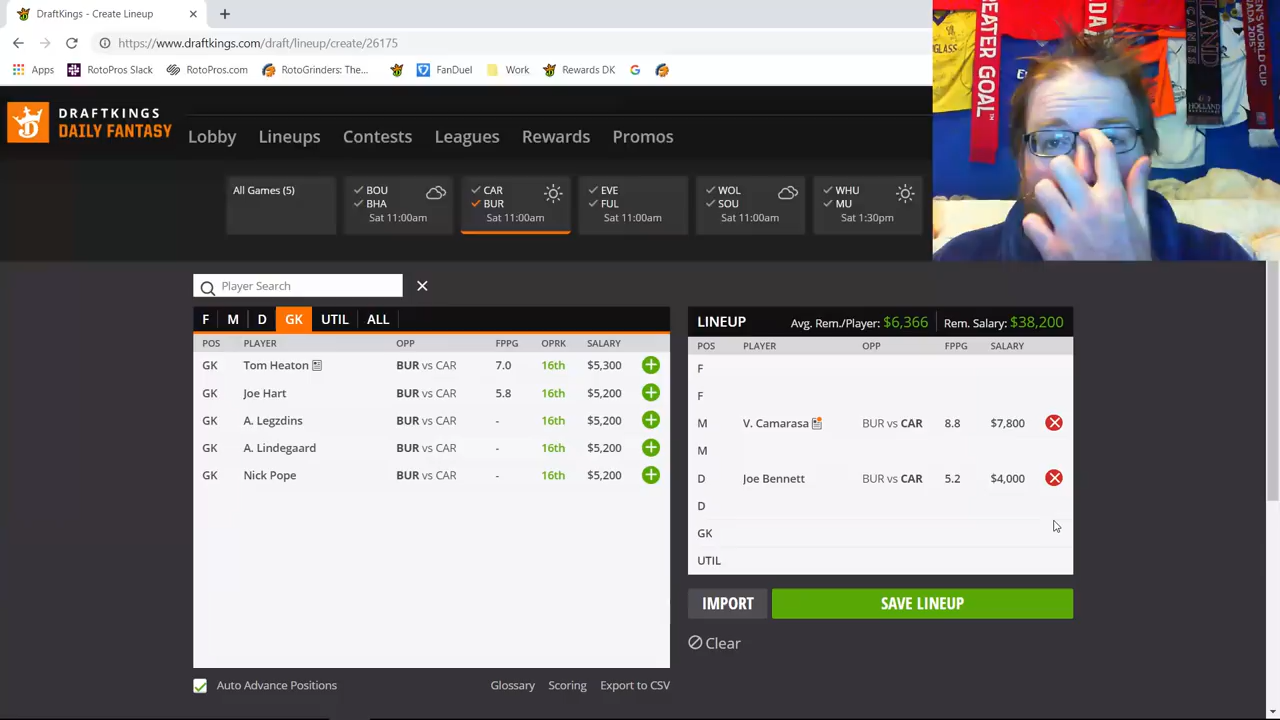 DraftKings - Create Lineup
https://www.draftkings.com/draft/lineup/create/26175
Apps RotoPros Slack RotoPros.com RotoGrinders: The... FanDuel Work Rewards DK
DRAFTKINGS
DAILY FANTASY
Lobby Lineups Contests Leagues Rewards Promos
All Games (5)
BOU
BHA
Sat 11:00am
CAR
BUR
Sat 11:00am
EVE
FUL
Sat 11:00am
WOL
SOU
Sat 11:00am
WHU
MU
Sat 1:30pm
Player Search
F M D GK UTIL ALL
POS PLAYER OPP FPPG OPRK SALARY
GK Tom Heaton BUR vs CAR 7.0 16th $5,300
GK Joe Hart BUR vs CAR 5.8 16th $5,200
GK A. Legzdins BUR vs CAR - 16th $5,200
GK A. Lindegaard BUR vs CAR - 16th $5,200
GK Nick Pope BUR vs CAR - 16th $5,200
Auto Advance Positions
Glossary Scoring Export to CSV
LINEUP Avg. Rem./Player: $6,366 Rem. Salary: $38,200
POS PLAYER OPP FPPG SALARY
F
F
M V. Camarasa BUR vs CAR 8.8 $7,800
M
D Joe Bennett BUR vs CAR 5.2 $4,000
D
GK
UTIL
IMPORT SAVE LINEUP
Clear
EATER GOAL
HOLLAND
WORLD CUP